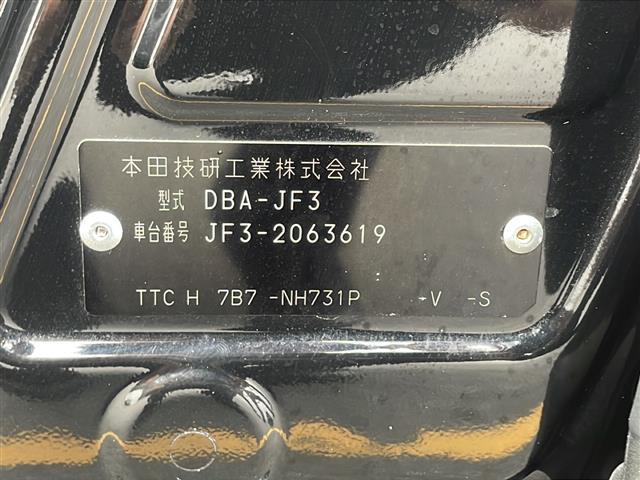 本田技研工業株式会社
型式 DBA-JF3
車台番号 JF3-2063619
TTC H 7B7 -NH731P -V -S